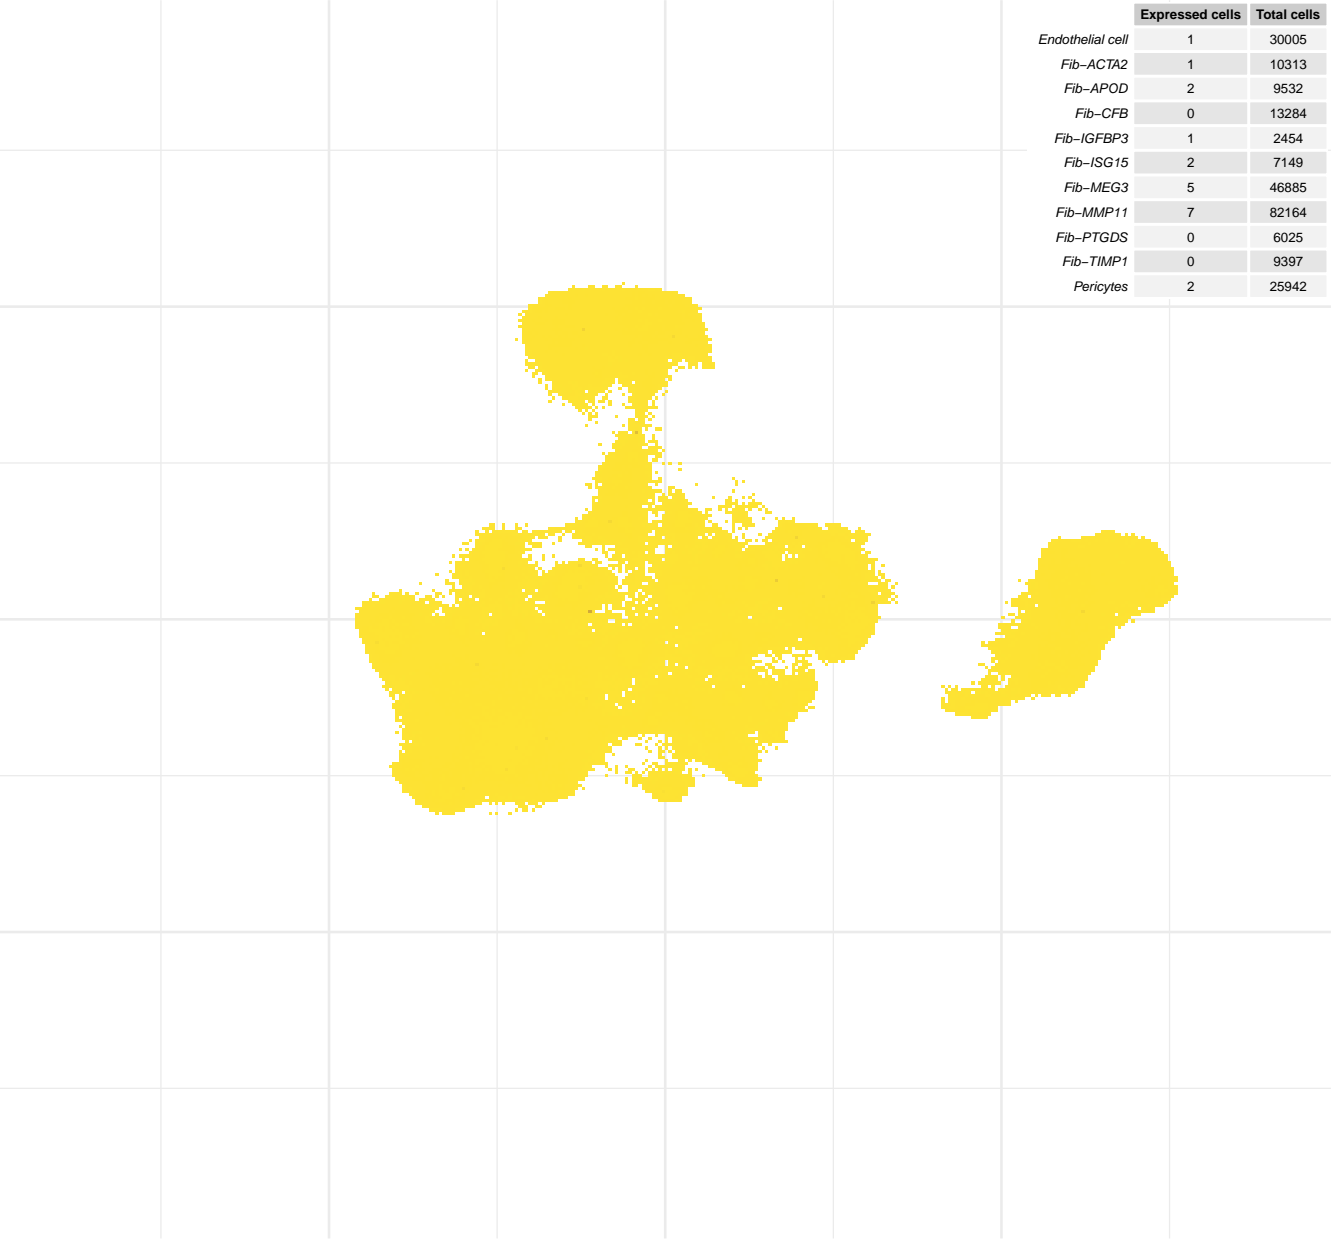 Expressed cells Total cells
Endothelial cell 1 30005
Fib−ACTA2 1 10313
Fib−APOD 2 9532
Fib−CFB 0 13284
Fib−IGFBP3 1 2454
Fib−ISG15 2 7149
Fib−MEG3 5 46885
Fib−MMP11 7 82164
Fib−PTGDS 0 6025
Fib−TIMP1 0 9397
Pericytes 2 25942